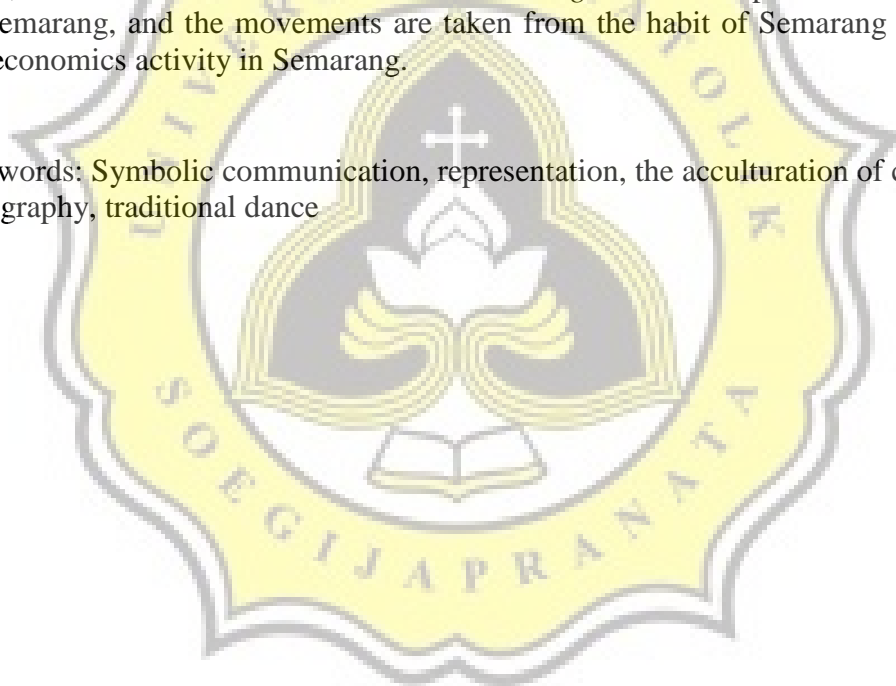 emarang, and the movements are taken from the habit of Semarang
economics activity in Semarang.
words: Symbolic communication, representation, the acculturation of
graphy, traditional dance
SOEGIJAPRANATA